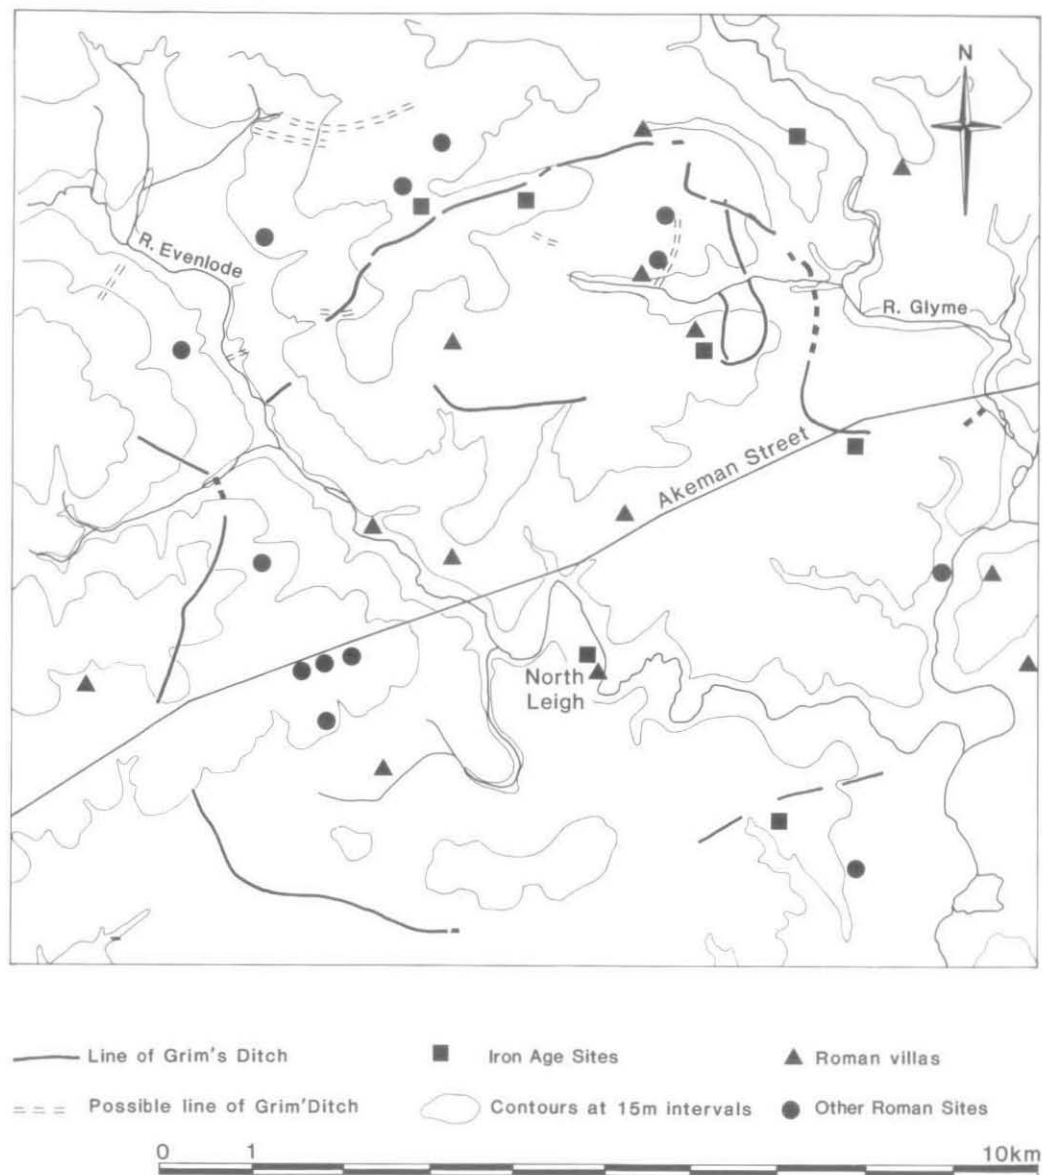 N
R. Evenlode
R. Glyme
Akeman Street
North
Leigh
Line of Grim's Ditch
Iron Age Sites
Roman villas
Possible line of Grim'Ditch
Contours at 15m intervals
Other Roman Sites
0 1 10km